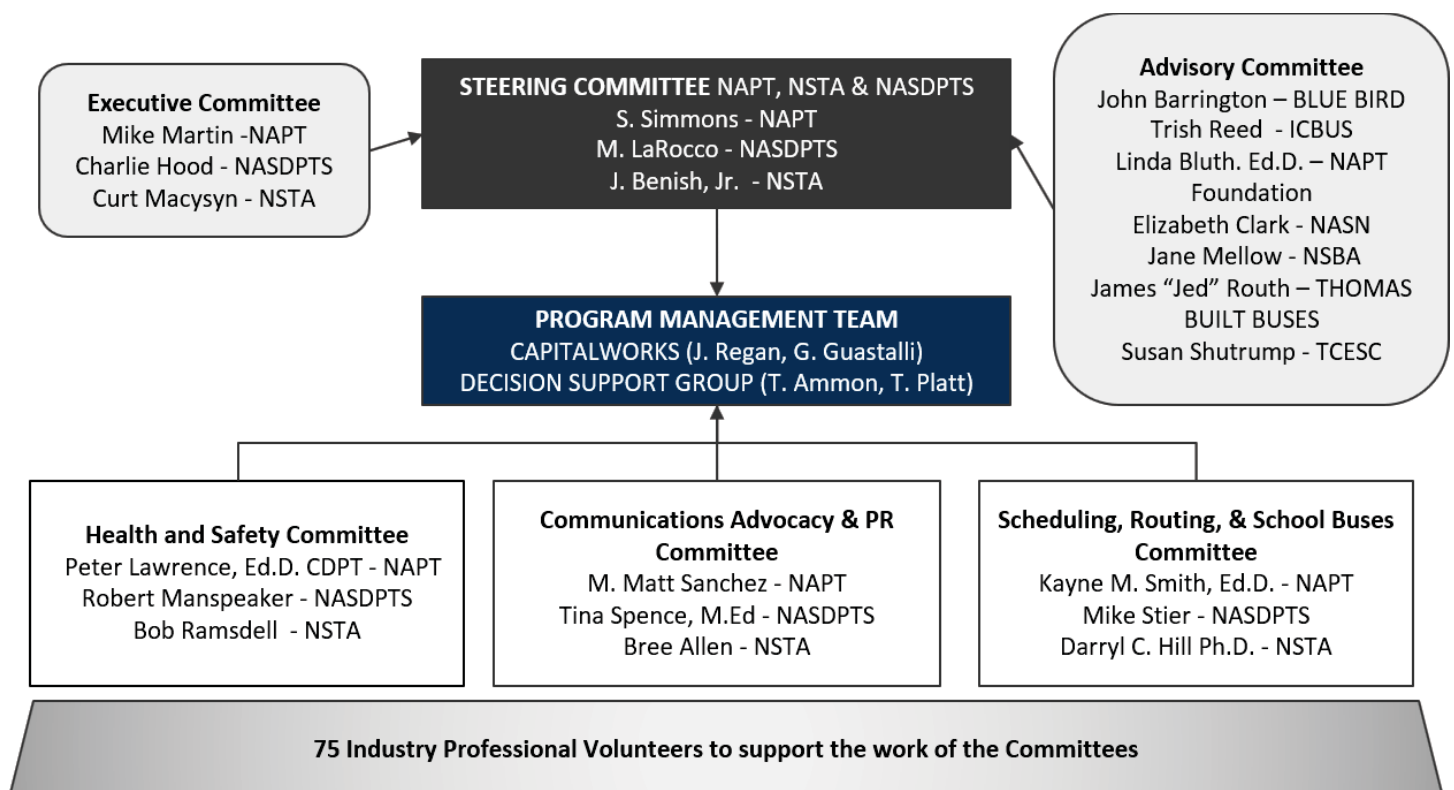 Executive Committee
Mike Martin -NAPT
Charlie Hood - NASDPTS
Curt Macysyn - NSTA
STEERING COMMITTEE NAPT, NSTA & NASDPTS
S. Simmons - NAPT
M. LaRocco - NASDPTS
J. Benish, Jr.  - NSTA
Advisory Committee
John Barrington – BLUE BIRD
Trish Reed  - ICBUS
Linda Bluth. Ed.D. – NAPT
Foundation
Elizabeth Clark - NASN
Jane Mellow - NSBA
James “Jed” Routh – THOMAS
BUILT BUSES
Susan Shutrump - TCESC
PROGRAM MANAGEMENT TEAM
CAPITALWORKS (J. Regan, G. Guastalli)
DECISION SUPPORT GROUP (T. Ammon, T. Platt)
Health and Safety Committee
Peter Lawrence, Ed.D. CDPT - NAPT
Robert Manspeaker - NASDPTS
Bob Ramsdell  - NSTA
Communications Advocacy & PR
Committee
M. Matt Sanchez - NAPT
Tina Spence, M.Ed - NASDPTS
Bree Allen - NSTA
Scheduling, Routing, & School Buses
Committee
Kayne M. Smith, Ed.D. - NAPT
Mike Stier - NASDPTS
Darryl C. Hill Ph.D. - NSTA
75 Industry Professional Volunteers to support the work of the Committees